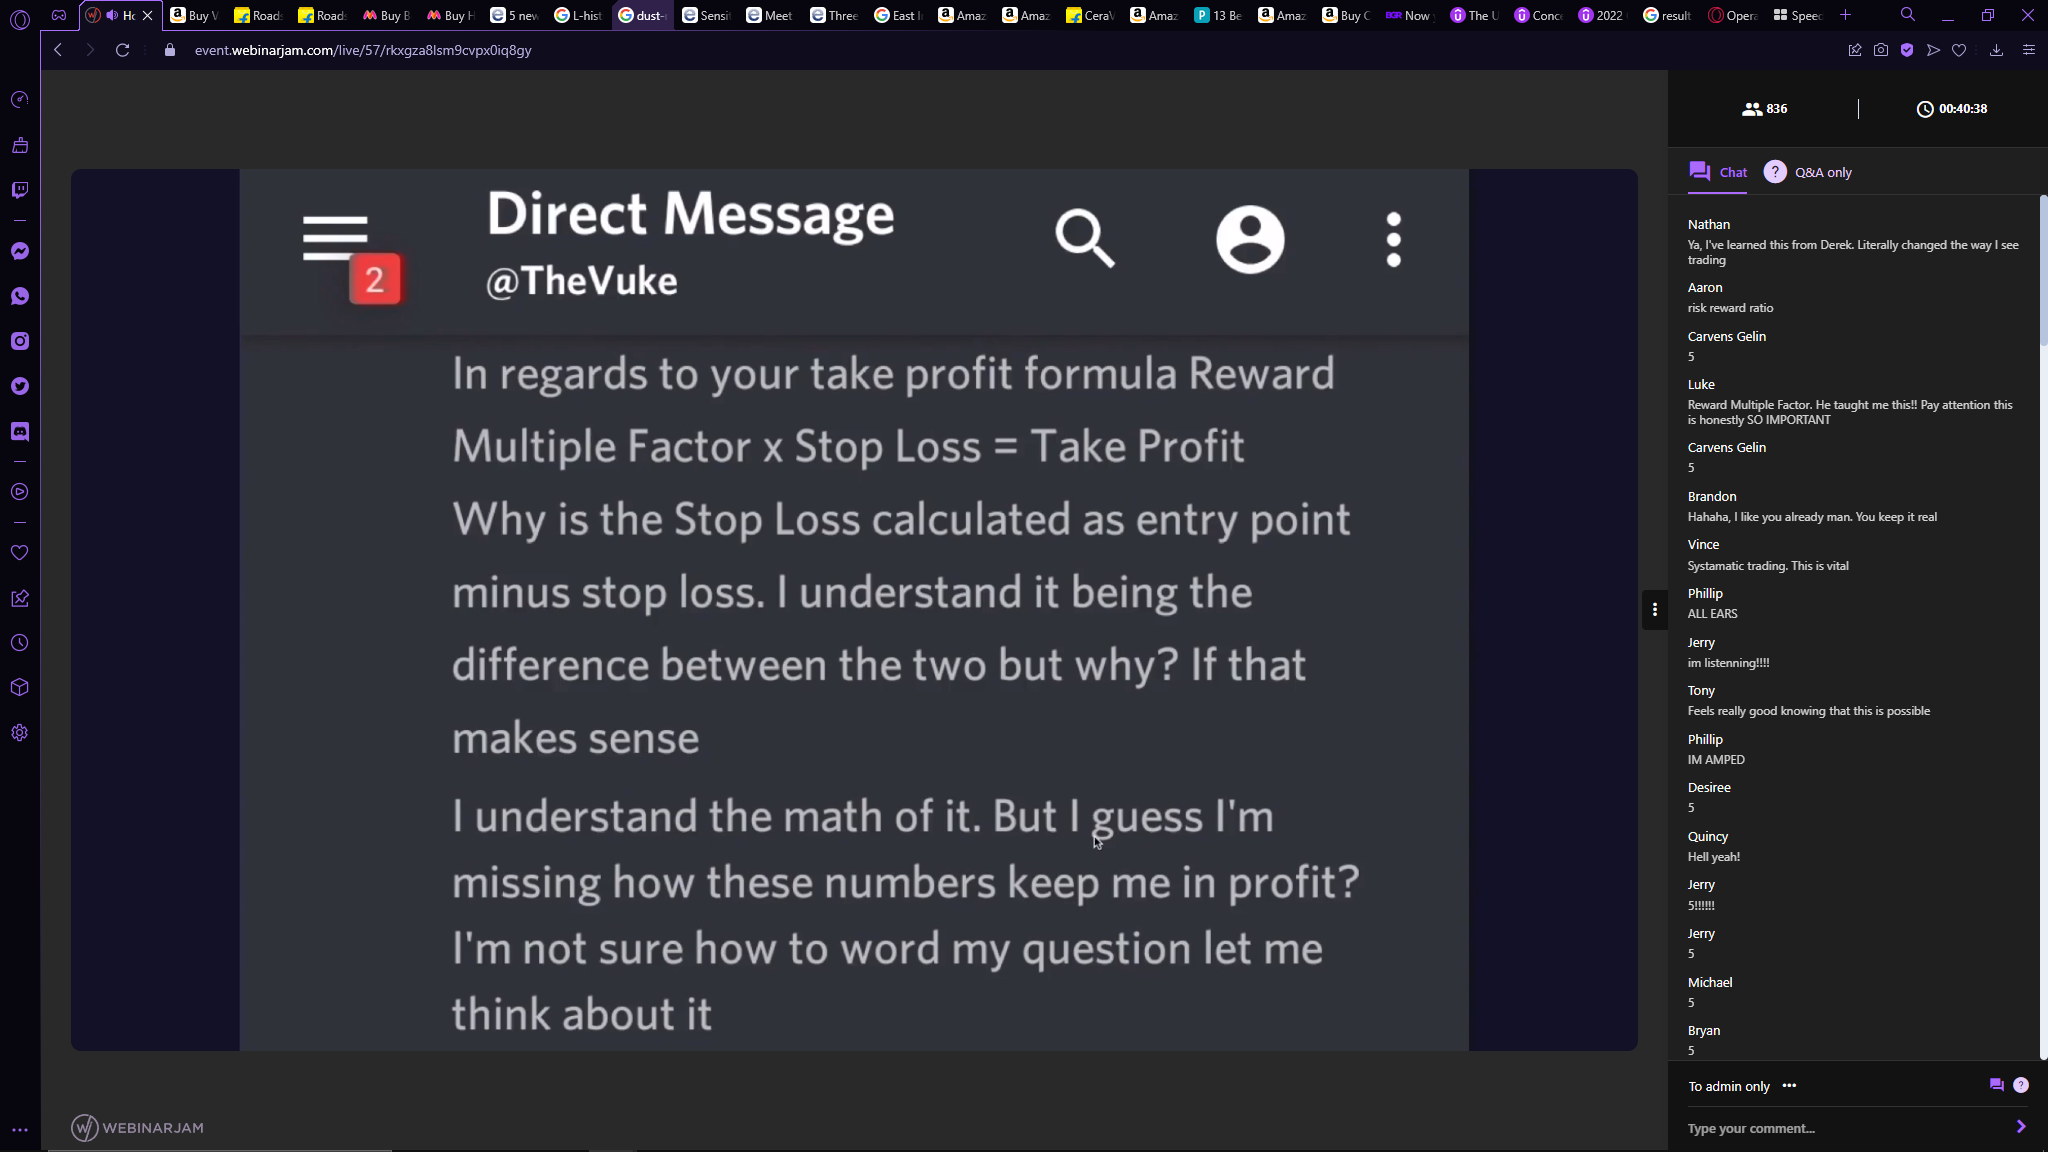 Ho
Buy V
Roads
Roads
Buy B
Buy H
5 new
L-hist
dust-
Sensit
Meet
Three
East I
Amaz
Amaz
CeraV
Amaz
13 Be
Amaz
Buy C
Now
The U
Conc
2022
result
Opera
Speed
event.webinarjam.com/live/57/rkxgza8lsm9cvpx0iq8gy
836
00:40:38
Chat
Q&A only
Direct Message
2
@TheVuke
In regards to your take profit formula Reward
Multiple Factor x Stop Loss = Take Profit
Why is the Stop Loss calculated as entry point
minus stop loss. I understand it being the
difference between the two but why? If that
makes sense
I understand the math of it. But I guess I'm
missing how these numbers keep me in profit?
I'm not sure how to word my question let me
think about it
WEBINARJAM
Nathan
Ya, I've learned this from Derek. Literally changed the way I see
trading
Aaron
risk reward ratio
Carvens Gelin
5
Luke
Reward Multiple Factor. He taught me this!! Pay attention this
is honestly SO IMPORTANT
Carvens Gelin
5
Brandon
Hahaha, I like you already man. You keep it real
Vince
Systamatic trading. This is vital
Phillip
ALL EARS
Jerry
im listenning!!!!
Tony
Feels really good knowing that this is possible
Phillip
IM AMPED
Desiree
5
Quincy
Hell yeah!
Jerry
5!!!!!!
Jerry
5
Michael
5
Bryan
5
To admin only
Type your comment...